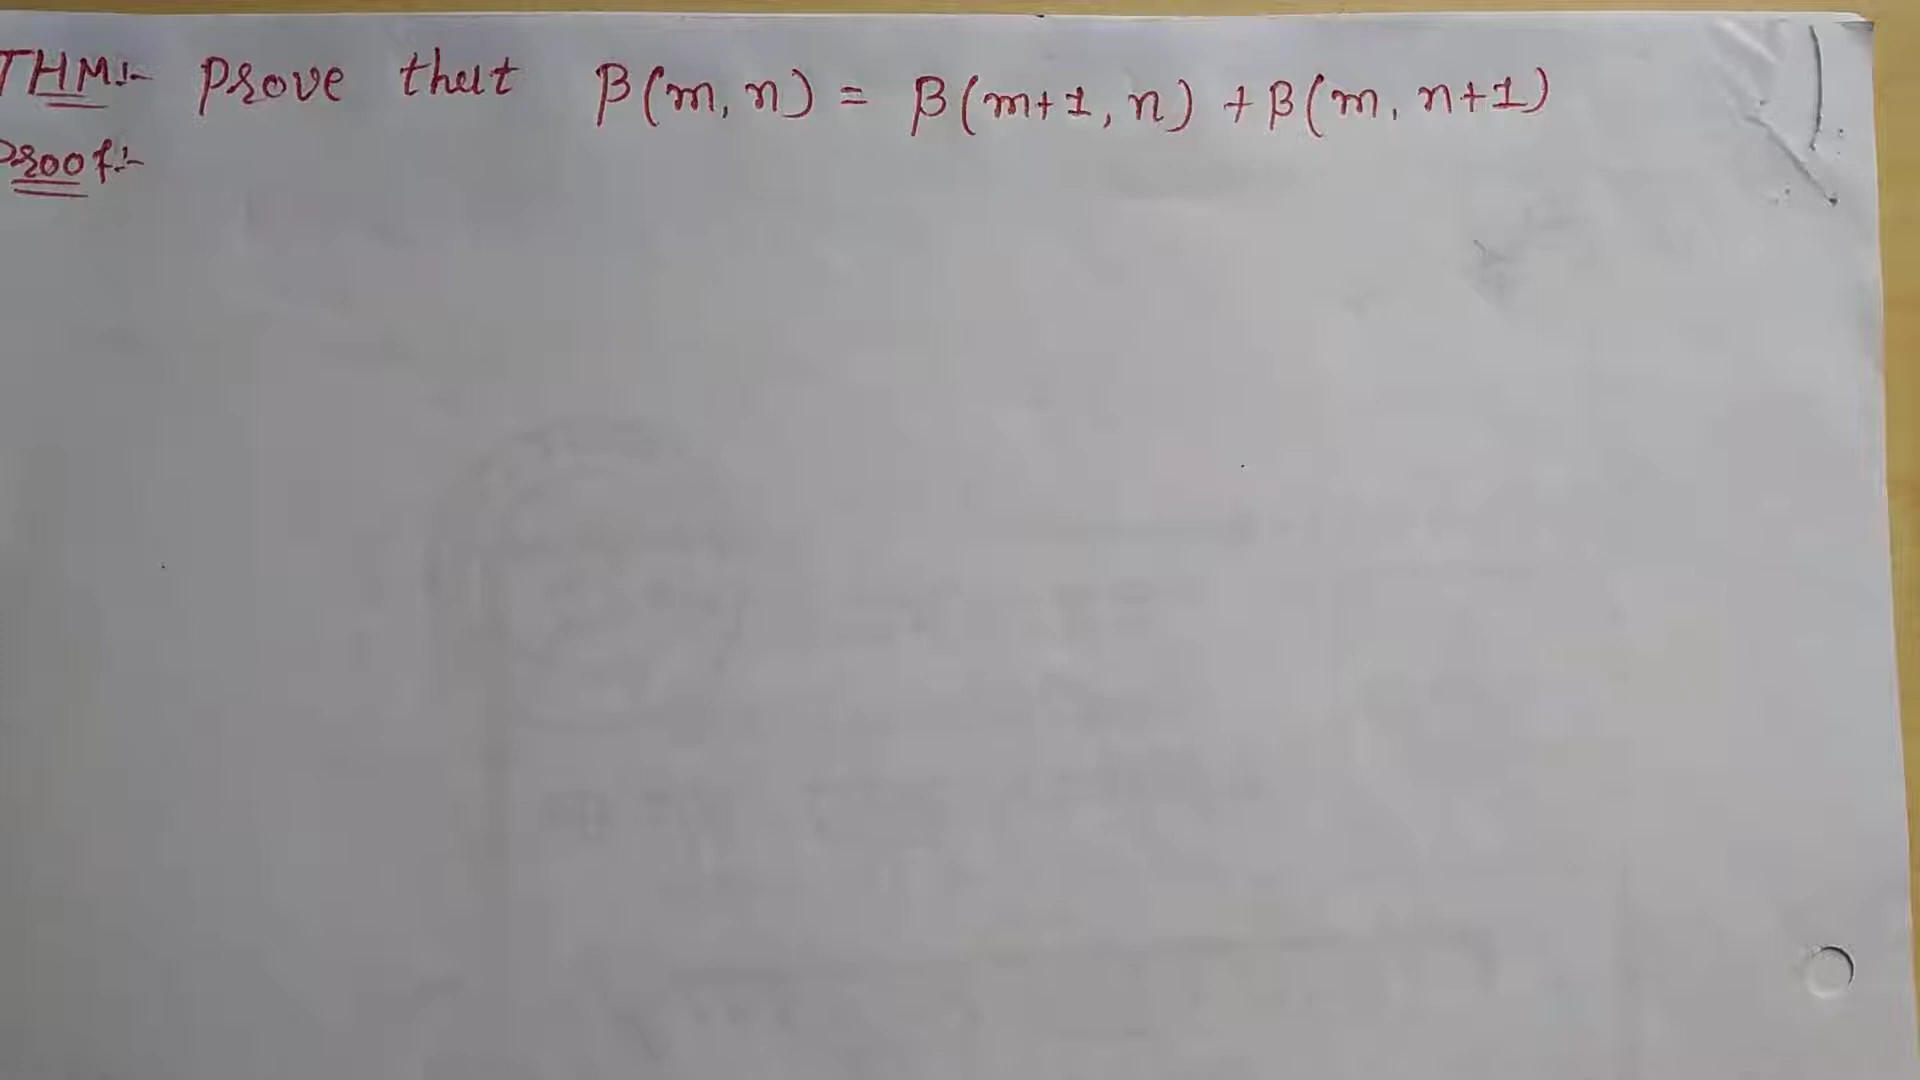 THM:- Prove that β(m, n) = β(m+1, n) + β(m, n+1)
Proof:-